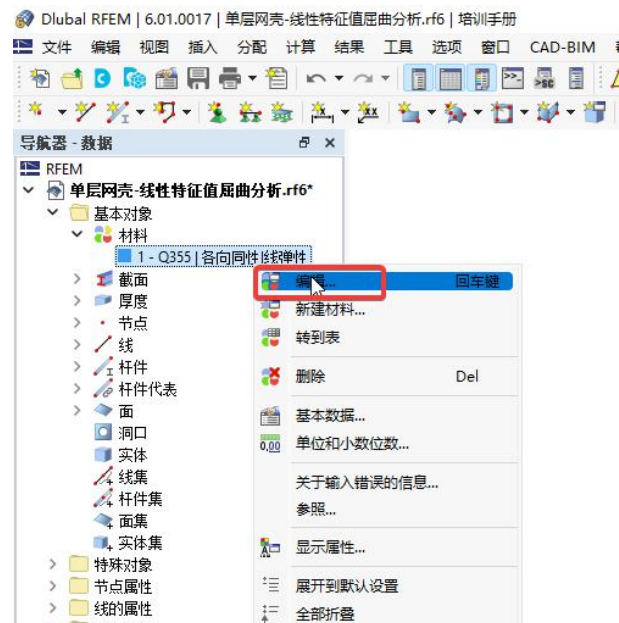 Dlubal RFEM | 6.01.0017 | 单层网壳-线性特征值屈曲分析.rf6 | 培训手册
文件 编辑 视图 插入 分配 计算 结果 工具 选项 窗口 CAD-BIM
导航器 - 数据
RFEM
单层网壳-线性特征值屈曲分析.rf6*
基本对象
材料
1 - Q355 | 各向同性|线弹性
截面
编辑... 回车键
厚度
新建材料...
节点
线
转到表
杆件
删除 Del
杆件代表
面
基本数据...
洞口
实体
单位和小数位数...
线集
关于输入错误的信息...
杆件集
参照...
面集
实体集
显示属性...
特殊对象
节点属性
展开到默认设置
线的属性
全部折叠